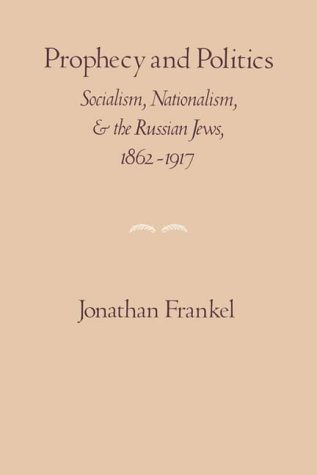 Prophecy and Politics
Socialism, Nationalism,
& the Russian Jews,
1862-1917
Jonathan Frankel